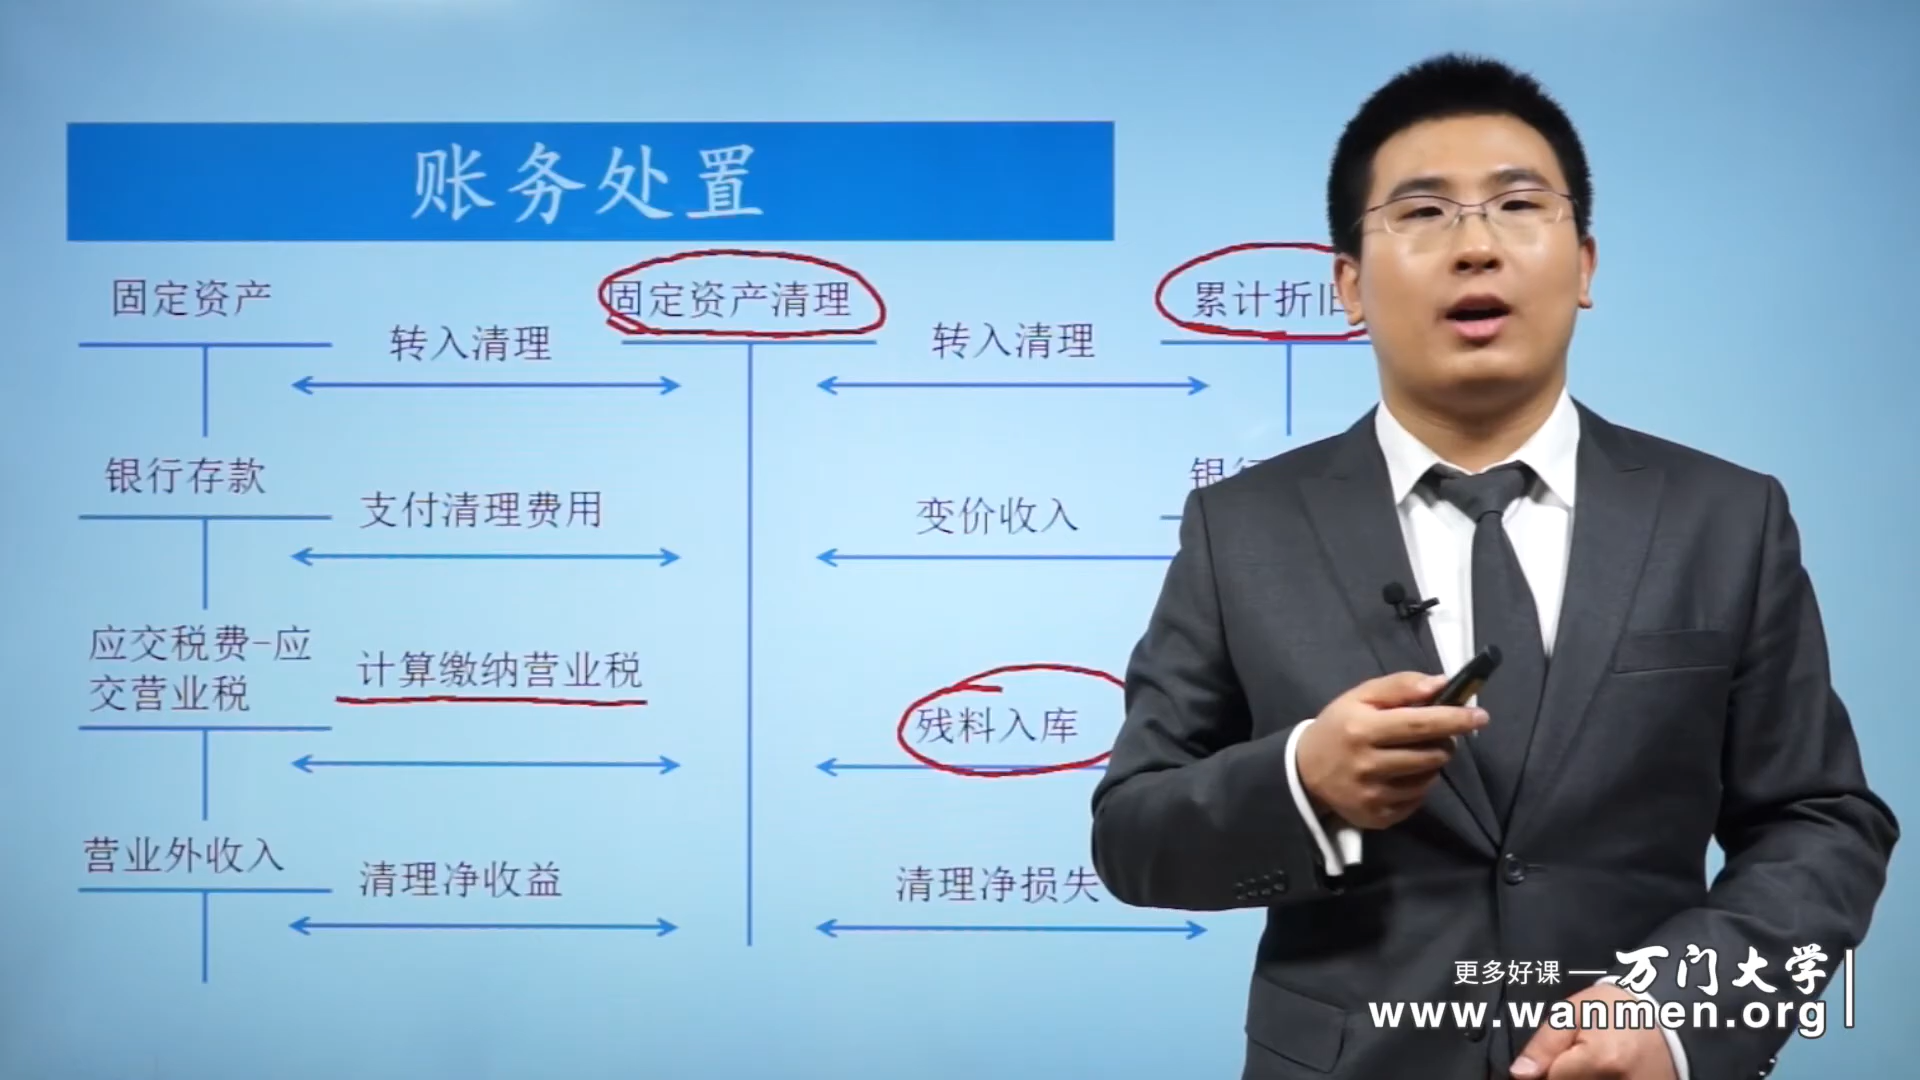 账务处置
固定资产
转入清理
固定资产清理
转入清理
累计折旧
银行存款
支付清理费用
变价收入
银行
应交税费-应
交营业税
计算缴纳营业税
残料入库
营业外收入
清理净收益
清理净损失
更多好课 — 万门大学
www.wanmen.org